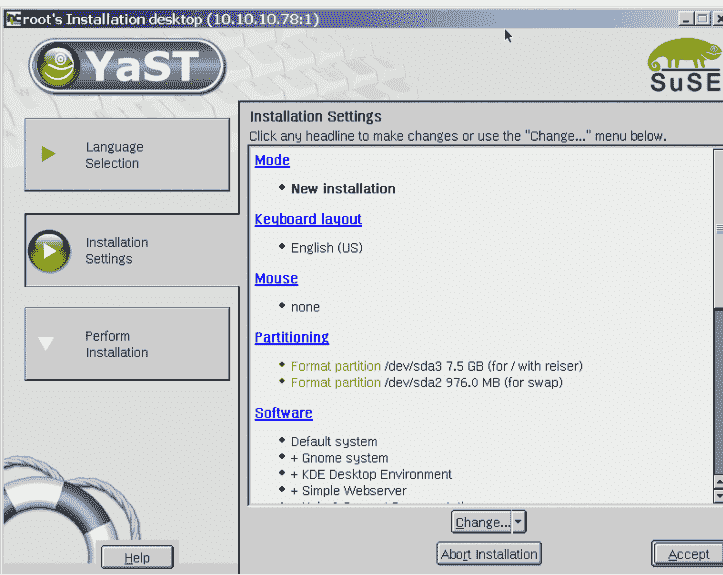 root's Installation desktop (10.10.10.78:1)
YaST
SuSE
Language
Selection
Installation
Settings
Perform
Installation
Help
Installation Settings
Click any headline to make changes or use the "Change..." menu below.
Mode
New installation
Keyboard layout
English (US)
Mouse
none
Partitioning
Format partition /dev/sda3 7.5 GB (for / with reiser)
Format partition /dev/sda2 976.0 MB (for swap)
Software
Default system
+ Gnome system
+ KDE Desktop Environment
+ Simple Webserver
Change...
Abort Installation
Accept